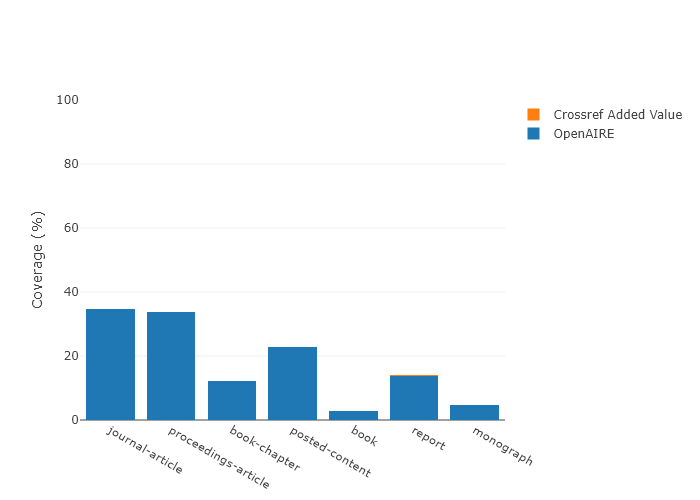 100
80
60
40
20
0
Coverage (%)
journal-article
proceedings-article
book-chapter
posted-content
book
report
monograph
Crossref Added Value
OpenAIRE